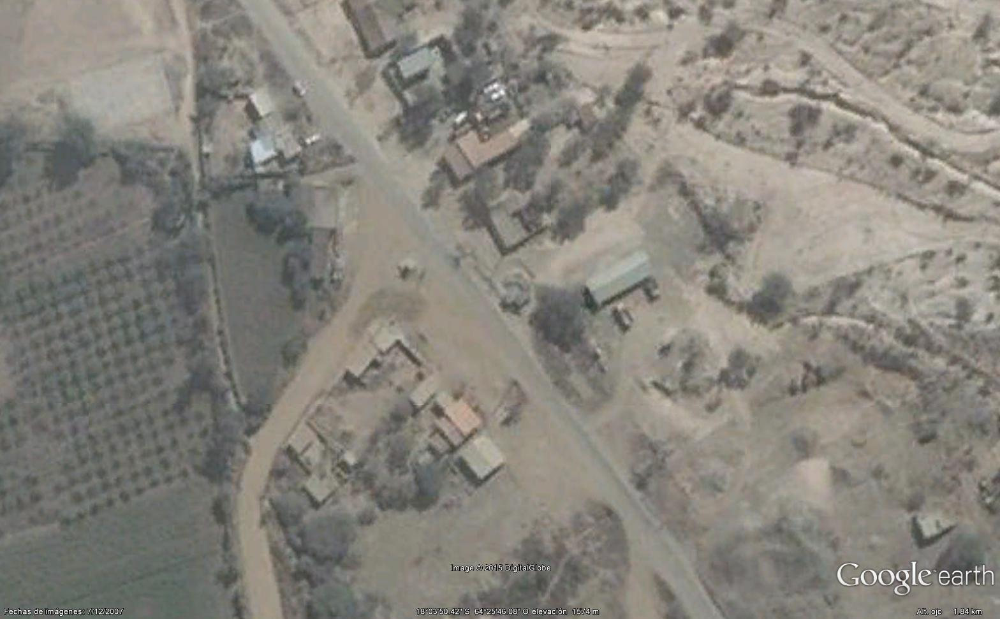 Image © 2015 DigitalGlobe
Google earth
Fechas de imágenes: 7/12/2007 18°03'50.42" S 64°25'46.08" O elevación 1574 m Alt. ojo 1.84 km